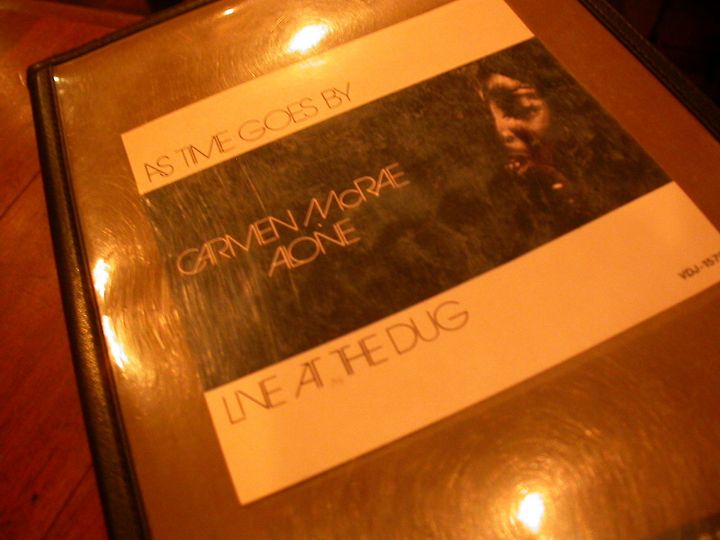 AS TIME GOES BY
CARMEN McRAE
ALONE
LIVE AT THE DUG